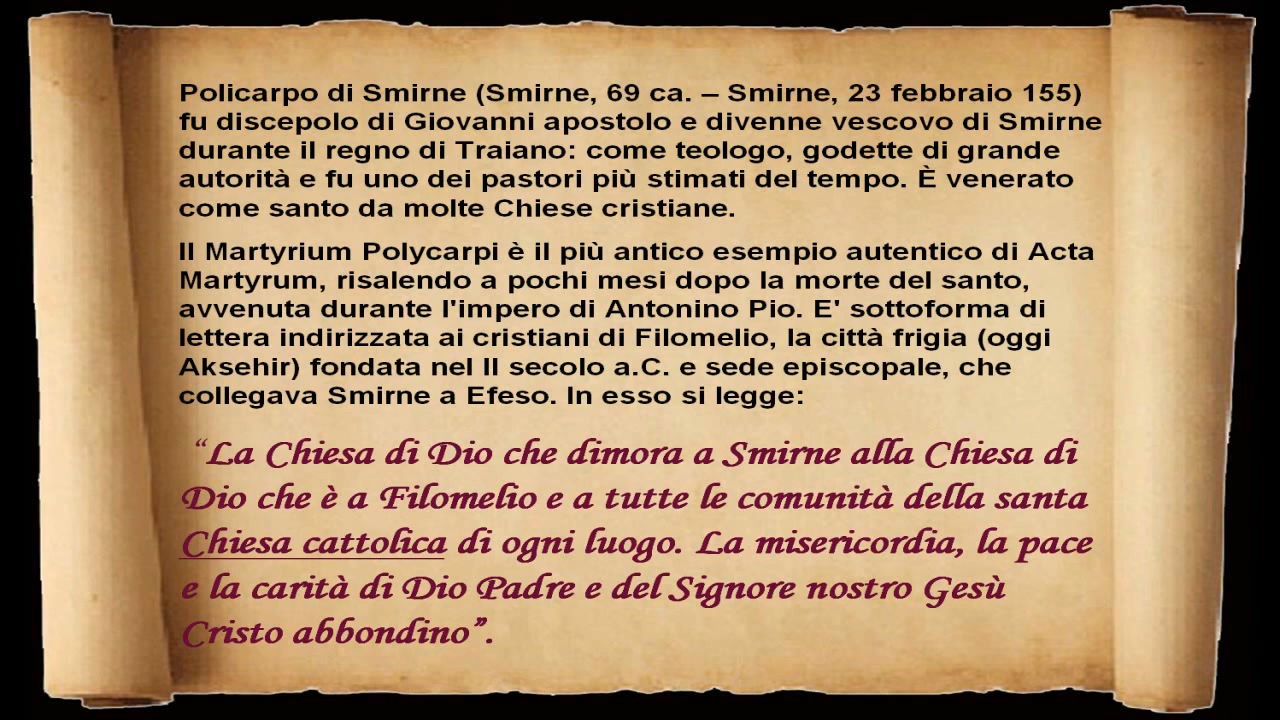 Policarpo di Smirne (Smirne, 69 ca. – Smirne, 23 febbraio 155)
fu discepolo di Giovanni apostolo e divenne vescovo di Smirne
durante il regno di Traiano: come teologo, godette di grande
autorità e fu uno dei pastori più stimati del tempo. È venerato
come santo da molte Chiese cristiane.
Il Martyrium Polycarpi è il più antico esempio autentico di Acta
Martyrum, risalendo a pochi mesi dopo la morte del santo,
avvenuta durante l'impero di Antonino Pio. E' sottoforma di
lettera indirizzata ai cristiani di Filomelio, la città frigia (oggi
Aksehir) fondata nel II secolo a.C. e sede episcopale, che
collegava Smirne a Efeso. In esso si legge:
“La Chiesa di Dio che dimora a Smirne alla Chiesa di
Dio che è a Filomelio e a tutte le comunità della santa
Chiesa cattolica di ogni luogo. La misericordia, la pace
e la carità di Dio Padre e del Signore nostro Gesù
Cristo abbondino”.